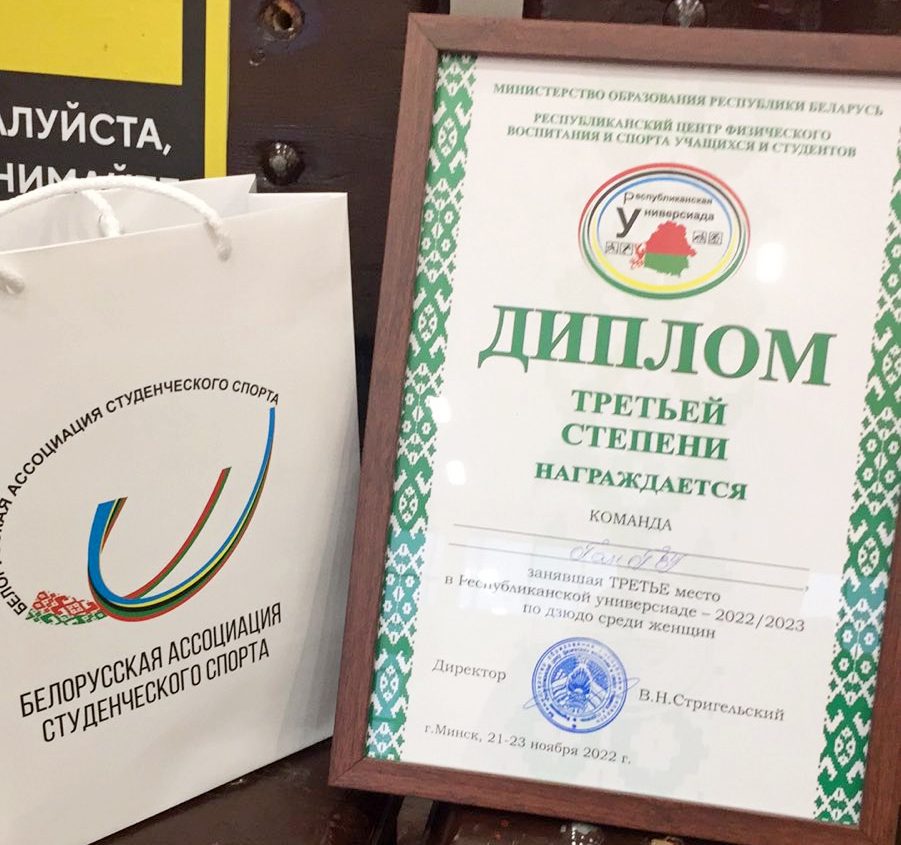 АЛУЙСТА,
БЕЛОРУССКАЯ АССОЦИАЦИЯ СТУДЕНЧЕСКОГО СПОРТА
БЕЛОРУССКАЯ АССОЦИАЦИЯ
СТУДЕНЧЕСКОГО СПОРТА
МИНИСТЕРСТВО ОБРАЗОВАНИЯ РЕСПУБЛИКИ БЕЛАРУСЬ
РЕСПУБЛИКАНСКИЙ ЦЕНТР ФИЗИЧЕСКОГО
ВОСПИТАНИЯ И СПОРТА УЧАЩИХСЯ И СТУДЕНТОВ
Республиканская
Универсиада
ДИПЛОМ
ТРЕТЬЕЙ
СТЕПЕНИ
НАГРАЖДАЕТСЯ
КОМАНДА
занявшая ТРЕТЬЕ место
в Республиканской универсиаде – 2022/2023
по дзюдо среди женщин
Директор
В.Н.Стригельский
г.Минск, 21-23 ноября 2022 г.